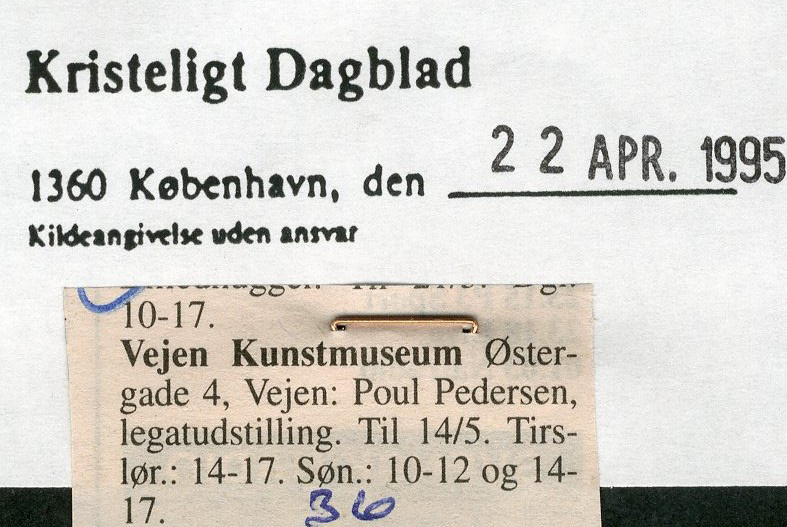 Kristeligt Dagblad
1360 København, den 22 APR. 1995
Kildeangivelse uden ansvar
10-17.
Vejen Kunstmuseum Øster-
gade 4, Vejen: Poul Pedersen,
legatudstilling. Til 14/5. Tirs-
lør.: 14-17. Søn.: 10-12 og 14-
17.
36